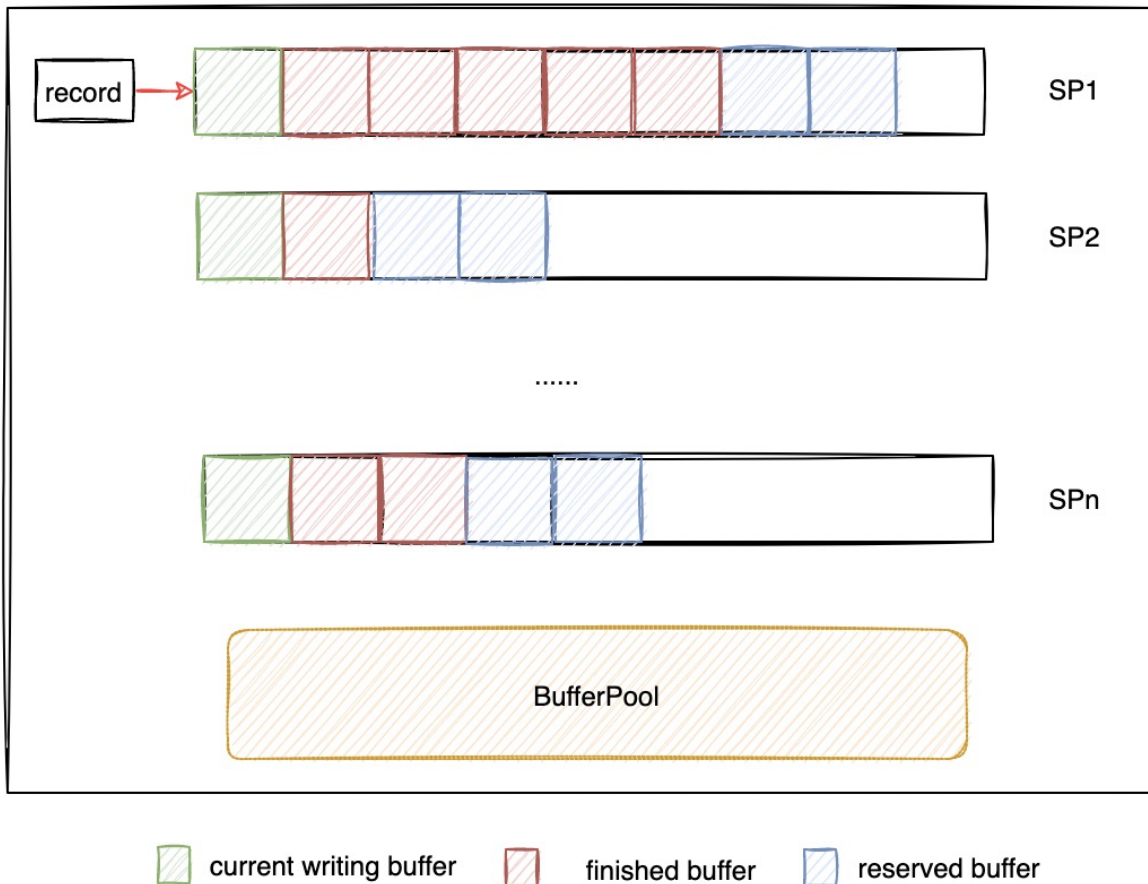 record
SP1
SP2
......
SPn
BufferPool
current writing buffer
finished buffer
reserved buffer